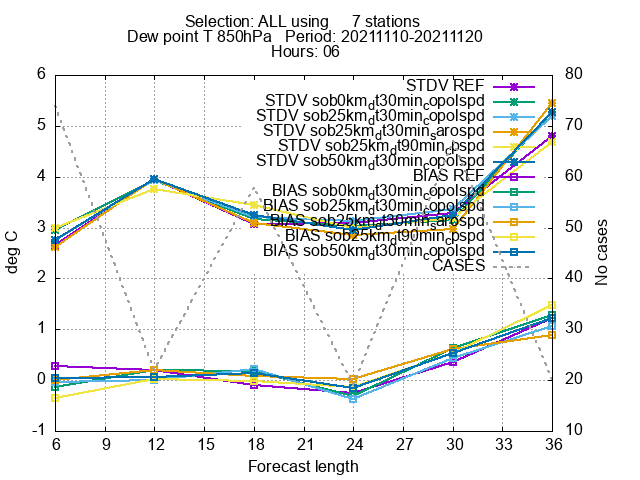 Selection: ALL using 7 stations
Dew point T 850hPa Period: 20211110-20211120
Hours: 06
STDV REF
STDV sob0km_dt30min_copolspd
STDV sob25km_dt30min_copolspd
STDV sob25km_dt30min_sarospd
STDV sob25km_dt90min_cpspd
STDV sob50km_dt30min_copolspd
BIAS REF
BIAS sob0km_dt30min_copolspd
BIAS sob25km_dt30min_copolspd
BIAS sob25km_dt30min_sarospd
BIAS sob25km_dt90min_cpspd
BIAS sob50km_dt30min_copolspd
CASES
deg C
No cases
6
5
4
3
2
1
0
-1
80
70
60
50
40
30
20
10
6 9 12 15 18 21 24 27 30 33 36
Forecast length